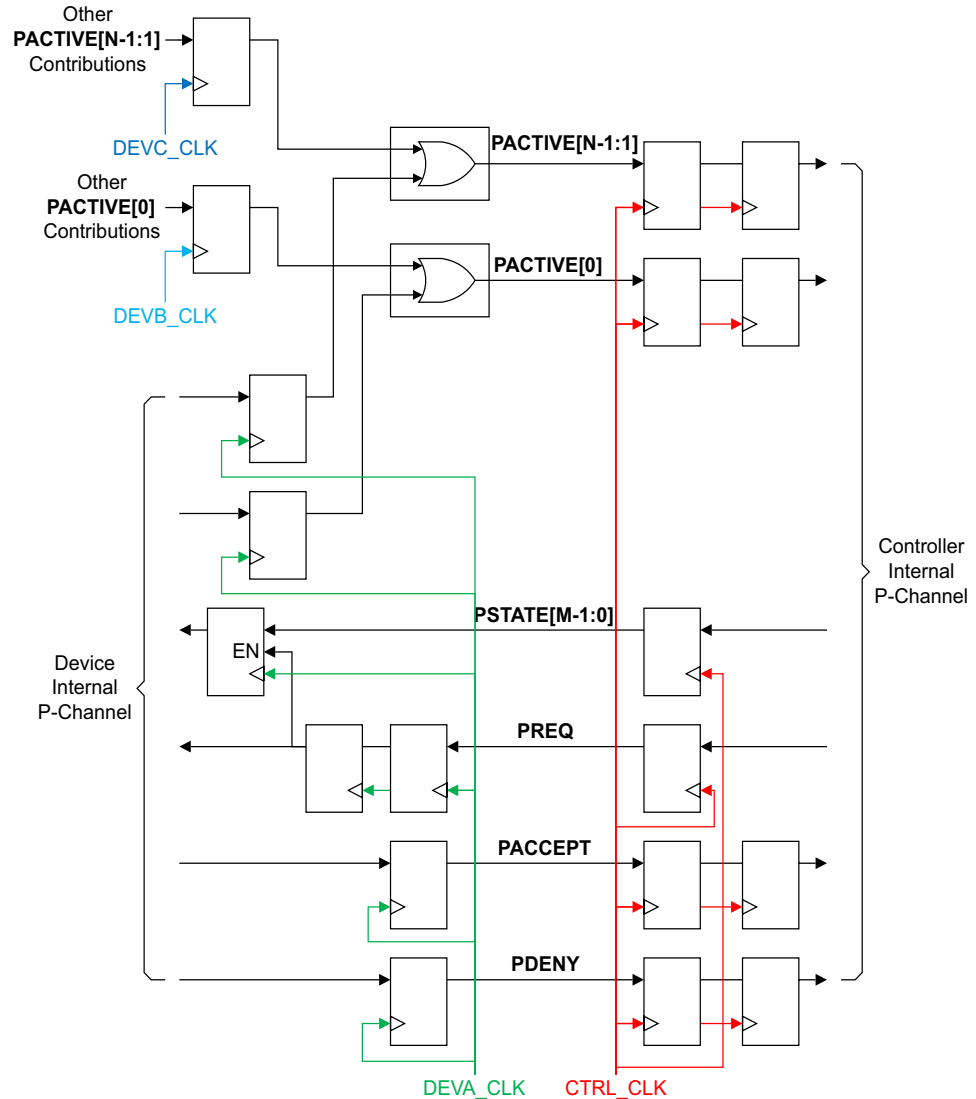 Other
PACTIVE[N-1:1]
Contributions
DEVC_CLK
PACTIVE[N-1:1]
Other
PACTIVE[0]
Contributions
DEVB_CLK
PACTIVE[0]
Controller
Internal
P-Channel
PSTATE[M-1:0]
EN
Device
Internal
P-Channel
PREQ
PACCEPT
PDENY
DEVA_CLK
CTRL_CLK